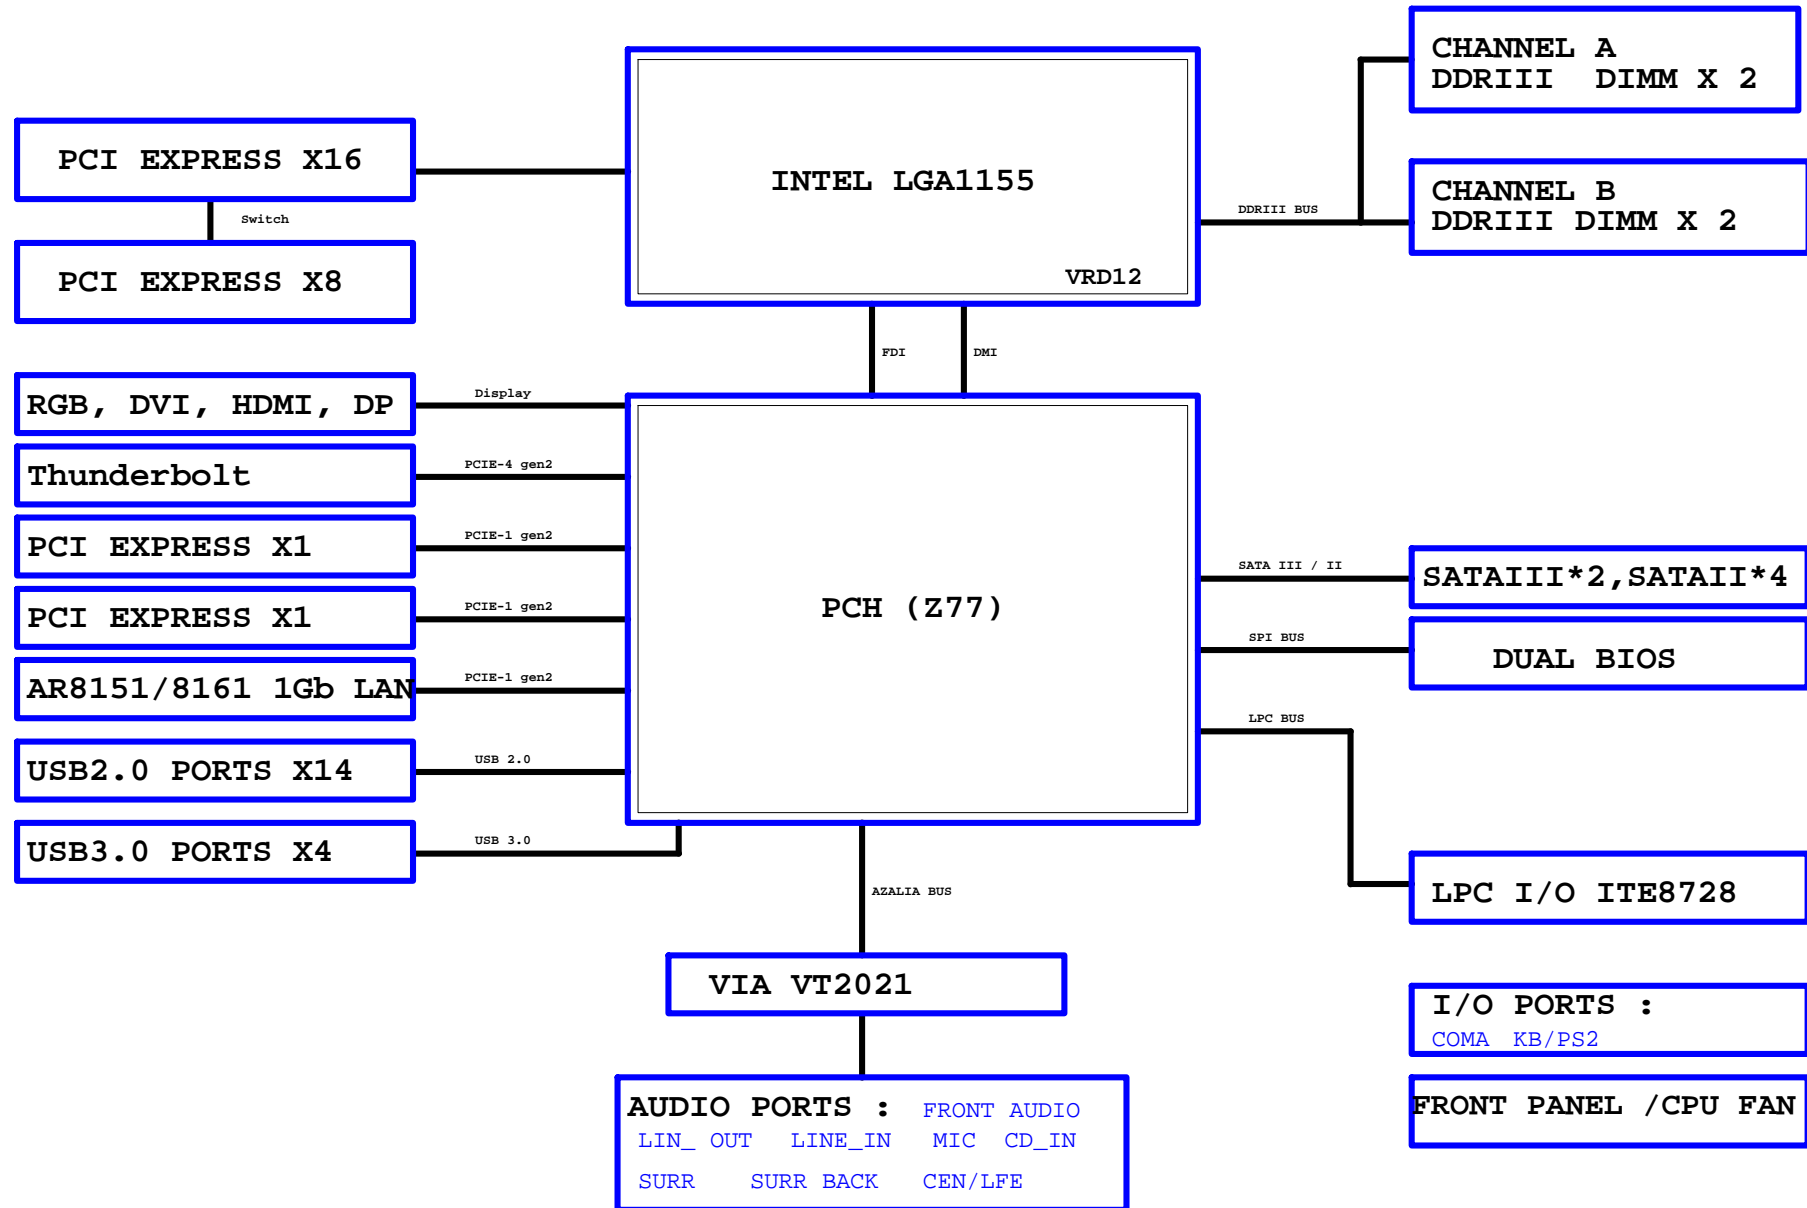 CHANNEL A
DDRIII DIMM X 2
PCI EXPRESS X16
INTEL LGA1155
CHANNEL B
DDRIII DIMM X 2
Switch
DDRIII BUS
PCI EXPRESS X8
VRD12
FDI
DMI
RGB, DVI, HDMI, DP
Display
Thunderbolt
PCIE-4 gen2
PCI EXPRESS X1
PCIE-1 gen2
SATA III / II
SATAIII*2,SATAII*4
PCI EXPRESS X1
PCIE-1 gen2
PCH (Z77)
SPI BUS
DUAL BIOS
AR8151/8161 1Gb LAN
PCIE-1 gen2
LPC BUS
USB2.0 PORTS X14
USB 2.0
USB3.0 PORTS X4
USB 3.0
AZALIA BUS
LPC I/O ITE8728
VIA VT2021
I/O PORTS :
COMA KB/PS2
AUDIO PORTS : FRONT AUDIO
LIN_ OUT LINE_IN MIC CD_IN
SURR SURR BACK CEN/LFE
FRONT PANEL /CPU FAN